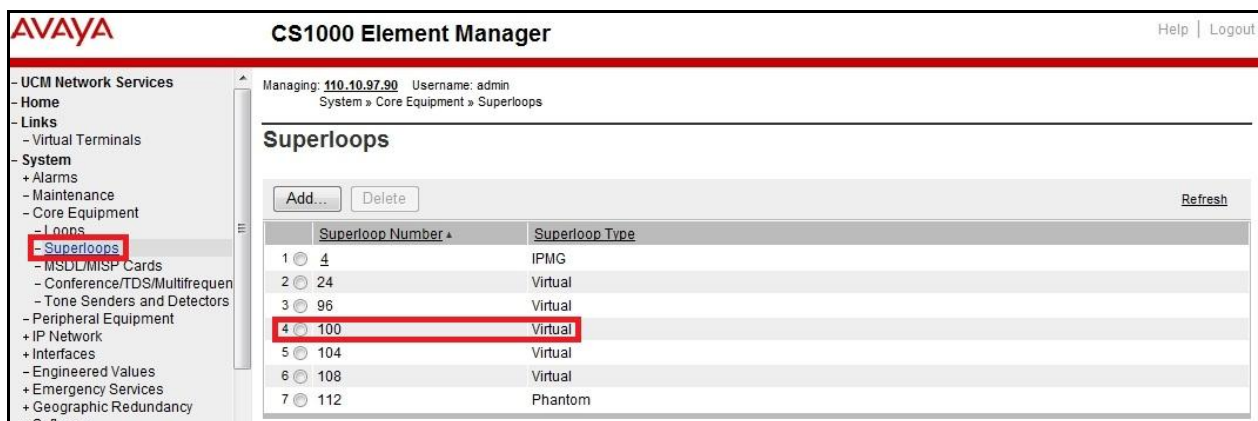 AVAYA
CS1000 Element Manager
Help | Logout
- UCM Network Services
- Home
- Links
- Virtual Terminals
- System
+ Alarms
- Maintenance
- Core Equipment
- Loops
- Superloops
- MSDL/MISP Cards
- Conference/TDS/Multifrequen
- Tone Senders and Detectors
- Peripheral Equipment
+ IP Network
+ Interfaces
- Engineered Values
+ Emergency Services
+ Geographic Redundancy
Managing: 110.10.97.90 Username: admin
System » Core Equipment » Superloops
Superloops
Add... Delete Refresh
Superloop Number Superloop Type
1 4 IPMG
2 24 Virtual
3 96 Virtual
4 100 Virtual
5 104 Virtual
6 108 Virtual
7 112 Phantom